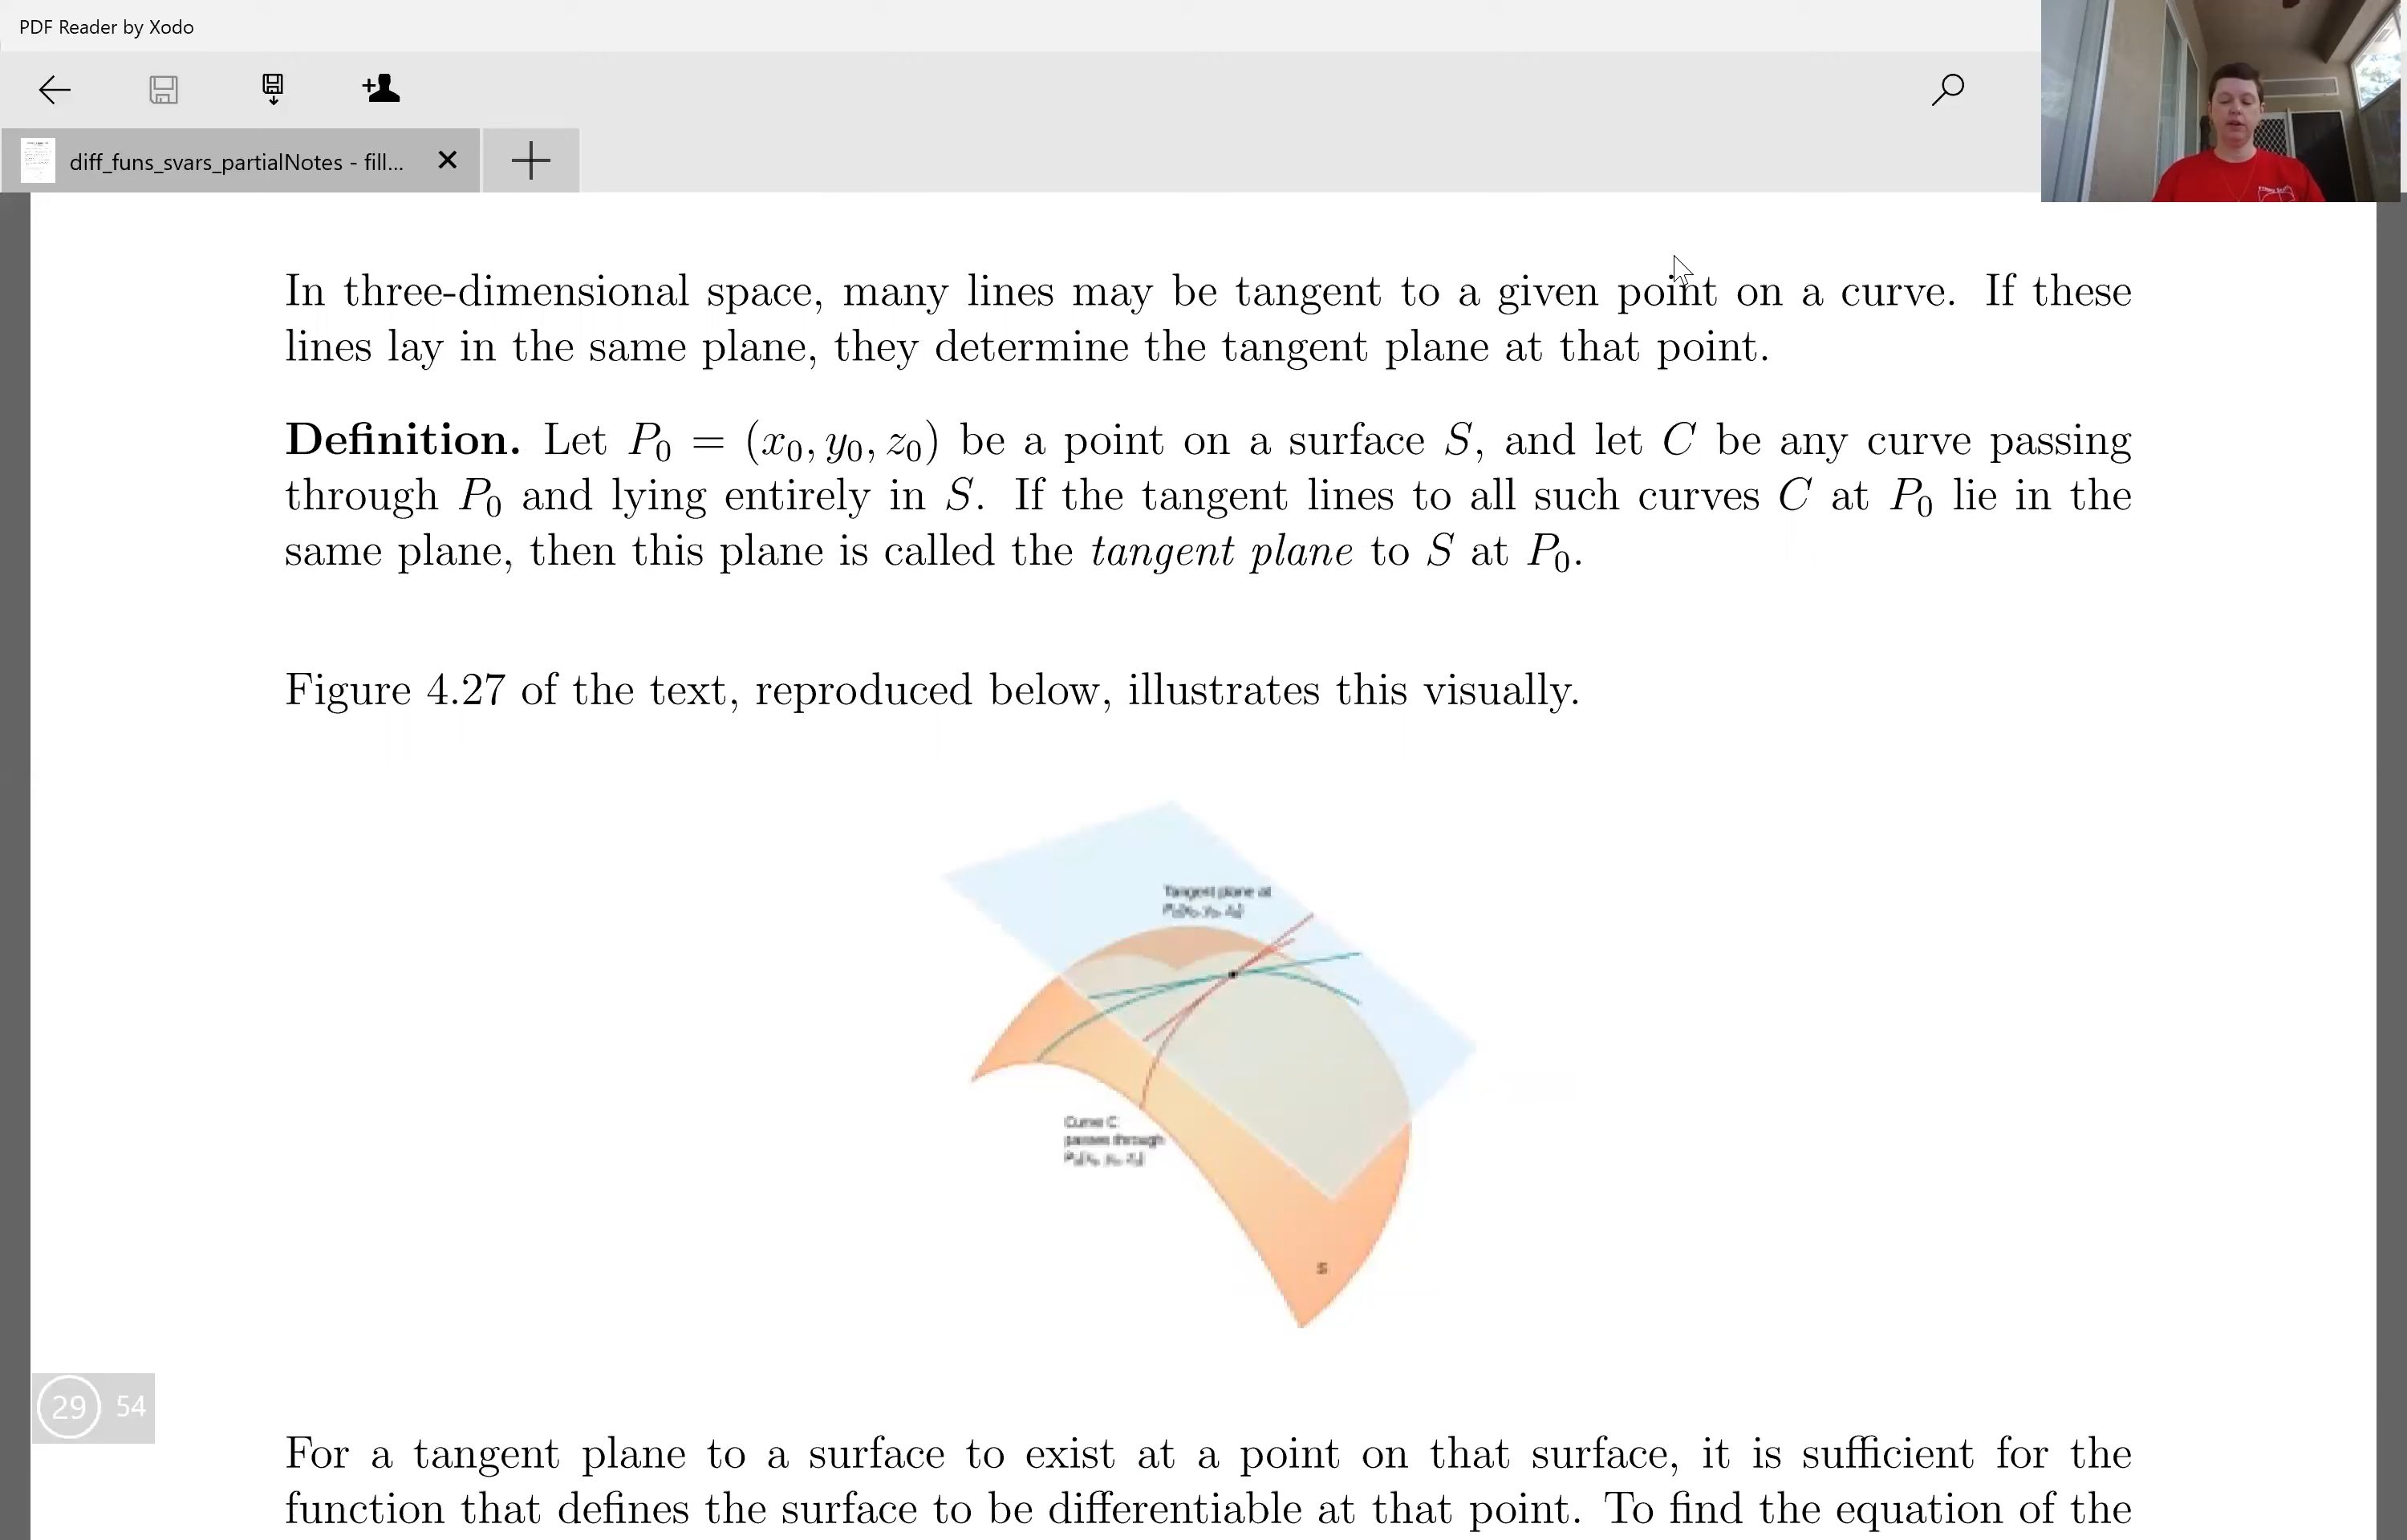 PDF Reader by Xodo
diff_funs_svars_partialNotes - fill...
In three-dimensional space, many lines may be tangent to a given point on a curve. If these
lines lay in the same plane, they determine the tangent plane at that point.
Definition. Let P₀ = (x₀, y₀, z₀) be a point on a surface S, and let C be any curve passing
through P₀ and lying entirely in S. If the tangent lines to all such curves C at P₀ lie in the
same plane, then this plane is called the tangent plane to S at P₀.
Figure 4.27 of the text, reproduced below, illustrates this visually.
Tangent plane at
Curve C
passes through
S
29 54
For a tangent plane to a surface to exist at a point on that surface, it is sufficient for the
function that defines the surface to be differentiable at that point. To find the equation of the